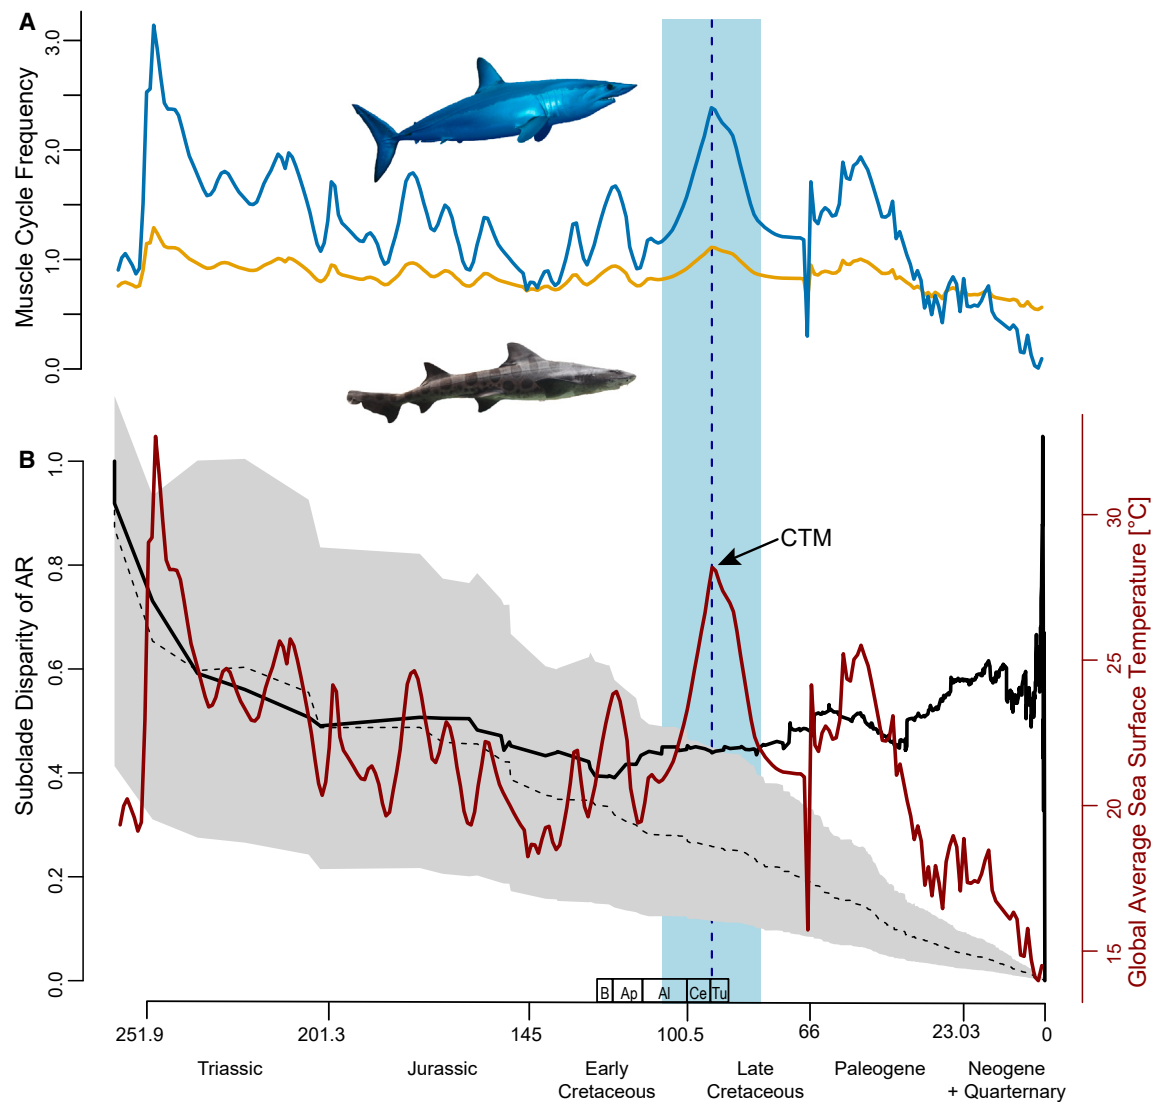 A
Muscle Cycle Frequency
3.0
2.0
1.0
0.0
B
Subclade Disparity of AR
1.0
0.8
0.6
0.4
0.2
0.0
CTM
30
25
20
15
Global Average Sea Surface Temperature [°C]
B Ap Al Ce Tu
251.9 201.3 145 100.5 66 23.03 0
Triassic Jurassic Early Late Paleogene Neogene
Cretaceous Cretaceous + Quarternary